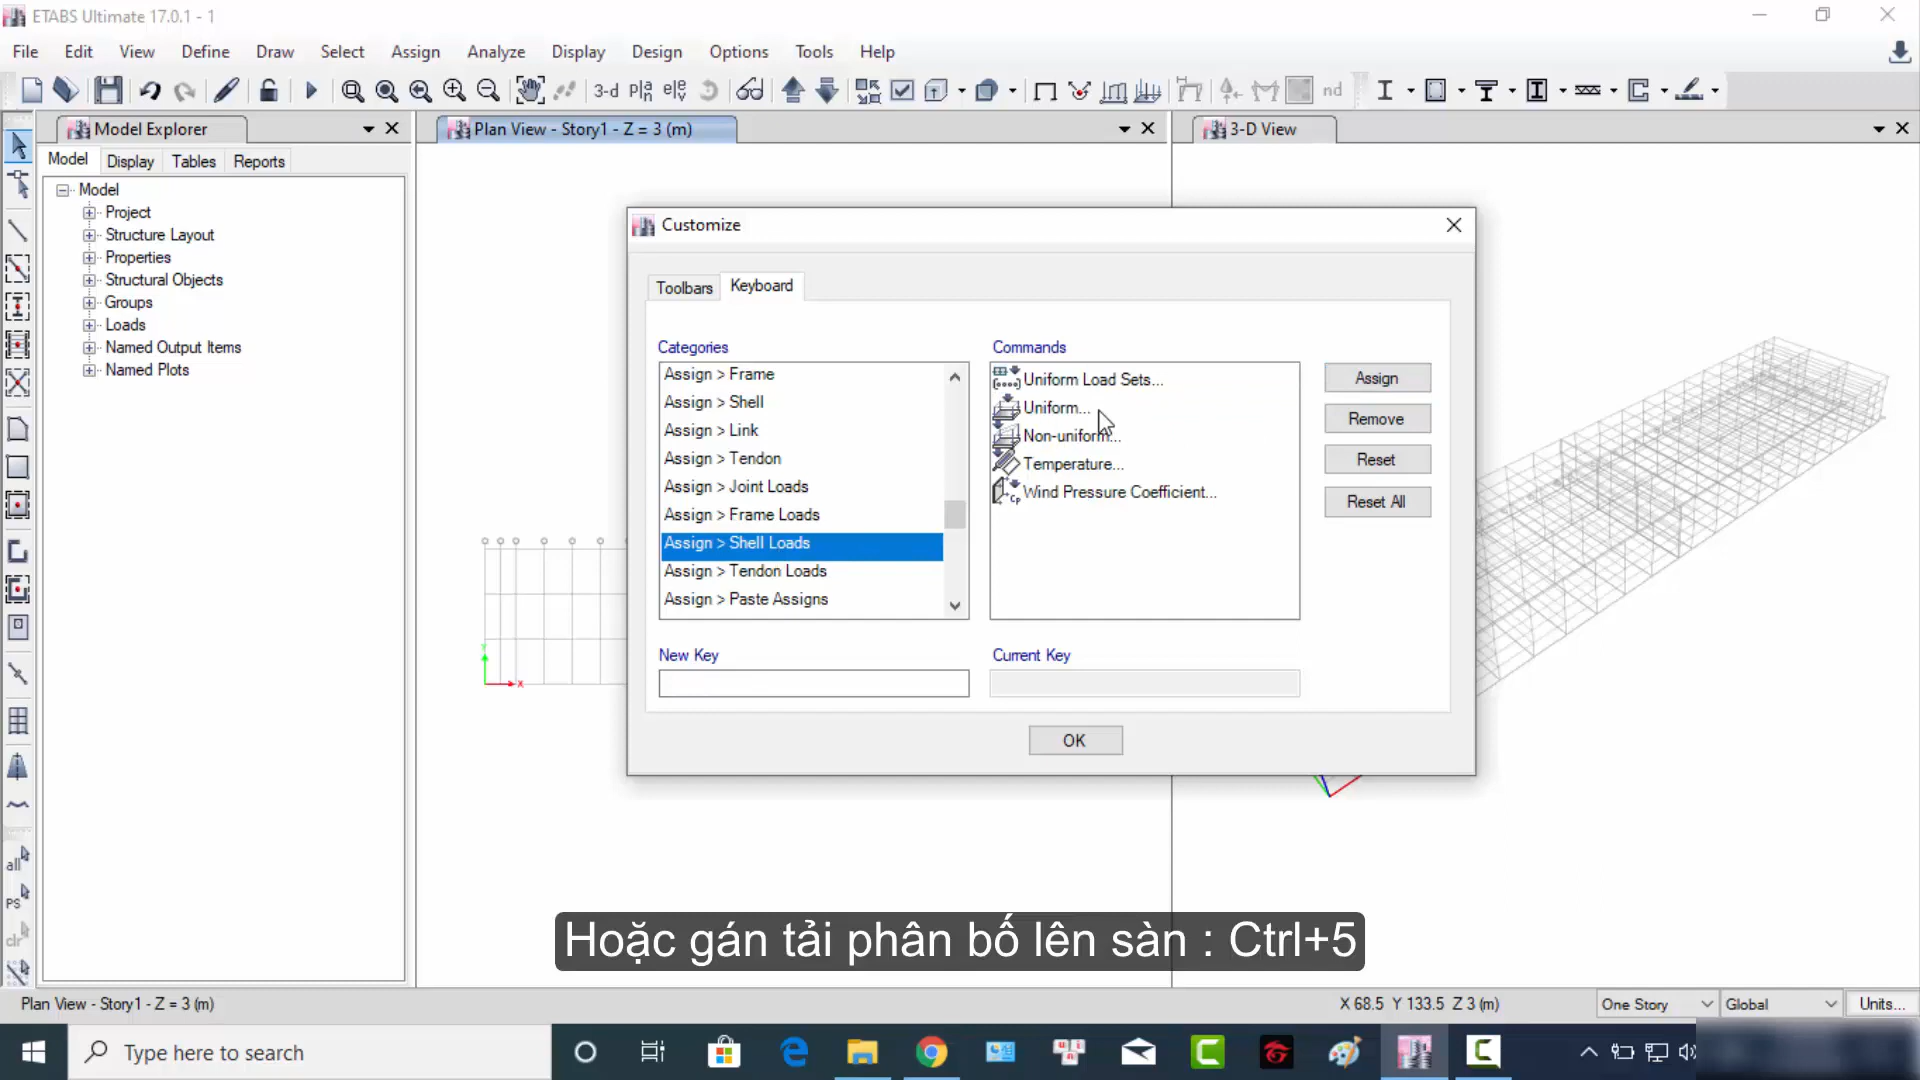 ETABS Ultimate 17.0.1 - 1
File Edit View Define Draw Select Assign Analyze Display Design Options Tools Help
3-d nd
Model Explorer
Plan View - Story1 - Z = 3 (m)
3-D View
Model Display Tables Reports
Model
Project
Structure Layout
Properties
Structural Objects
Groups
Loads
Named Output Items
Named Plots
Customize
Toolbars Keyboard
Categories
Assign > Frame
Assign > Shell
Assign > Link
Assign > Tendon
Assign > Joint Loads
Assign > Frame Loads
Assign > Shell Loads
Assign > Tendon Loads
Assign > Paste Assigns
Commands
Uniform Load Sets...
Uniform...
Non-uniform...
Temperature...
Wind Pressure Coefficient...
Assign
Remove
Reset
Reset All
New Key
Current Key
OK
all
PS
clr
X
Hoặc gán tải phân bố lên sàn : Ctrl+5
Plan View - Story1 - Z = 3 (m)
X 68.5 Y 133.5 Z 3 (m)
One Story
Global
Units...
Type here to search